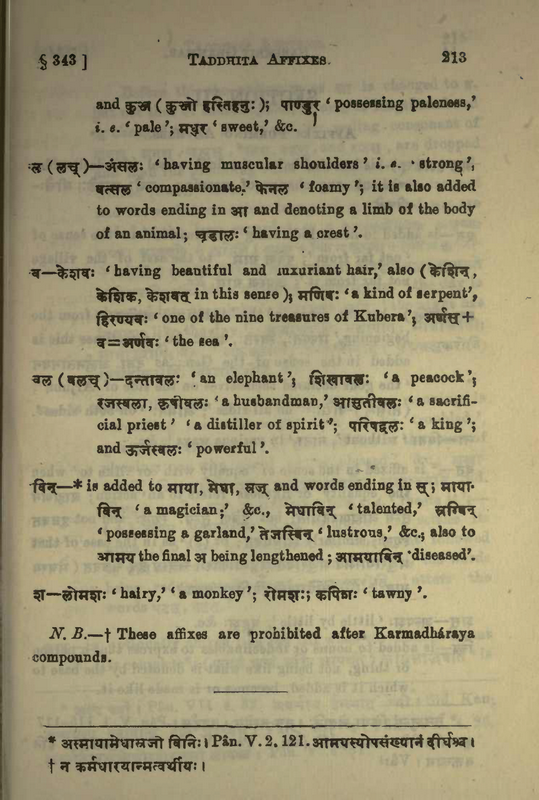 § 343 ] TADDHITA AFFIXES. 213
and कुञ्ज ( कुञ्जो हस्तिहनुः ); पाण्डुर ‘ possessing paleness,’
i. e. ‘ pale ’; मधुर ‘ sweet,’ &c.
ल ( लच् )—अंसलः ‘ having muscular shoulders ’ i. e. ‘ strong ’,
वत्सल ‘ compassionate,’ फेनल ‘ foamy ’; it is also added
to words ending in आ and denoting a limb of the body
of an animal; चूडालः ‘ having a crest ’.
व—केशवः ‘ having beautiful and luxuriant hair,’ also ( केशिन्,
केशिक, केशवत् in this sense ); मणिवः ‘ a kind of serpent’,
हिरण्यवः ‘ one of the nine treasures of Kubera ’; अर्णस् +
व=अर्णवः ‘ the sea ’.
वल ( वलच् )—दन्तावलः ‘ an elephant ’; शिखावलः ‘ a peacock ’;
रजस्वला, कृषीवलः ‘ a husbandman,’ आसुतीवलः ‘ a sacrifi-
cial priest ’ ‘ a distiller of spirit ’; परिषद्वलः ‘ a king ’;
and ऊर्जस्वलः ‘ powerful ’.
विन्—* is added to माया, मेधा, स्रज् and words ending in स्; माया-
विन् ‘ a magician;’ &c., मेधाविन् ‘ talented,’ स्रग्विन्
‘ possessing a garland,’ तेजस्विन् ‘ lustrous,’ &c.; also to
आमय the final अ being lengthened ; आमयाविन् ‘diseased’.
श—लोमशः ‘ hairy,’ ‘ a monkey ’; रोमशः; कपिशः ‘ tawny ’.
N. B.—† These affixes are prohibited after Karmadháraya
compounds.
* अस्मायामेधास्रजो विनिः । Pân. V. 2. 121. आमयस्योपसंख्यानं दीर्घश्च ।
† न कर्मधारयान्मत्वर्थीयः ।